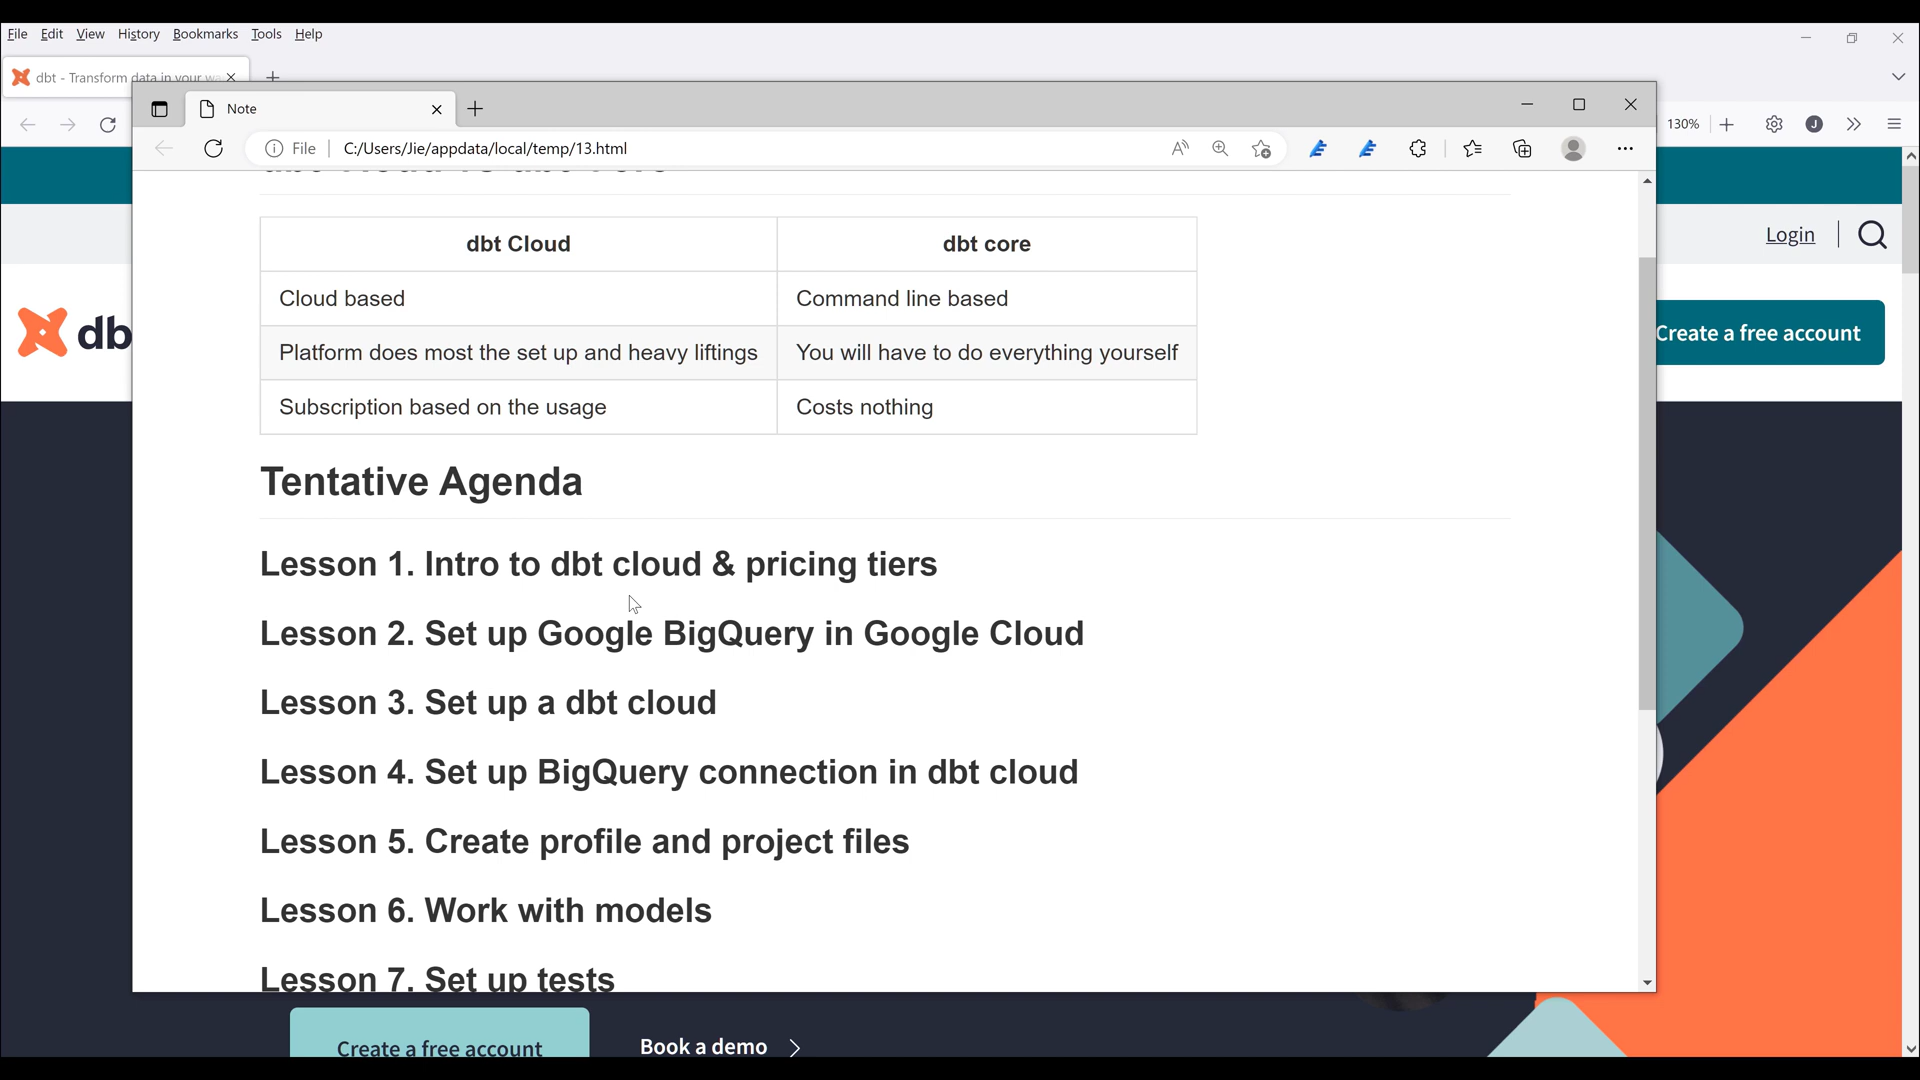 File Edit View History Bookmarks Tools Help
dbt - Transform data in your wa
Note
130%
J
File
C:/Users/Jie/appdata/local/temp/13.html
Login
db
Create a free account
dbt Cloud dbt core
Cloud based Command line based
Platform does most the set up and heavy liftings You will have to do everything yourself
Subscription based on the usage Costs nothing
Tentative Agenda
Lesson 1. Intro to dbt cloud & pricing tiers
Lesson 2. Set up Google BigQuery in Google Cloud
Lesson 3. Set up a dbt cloud
Lesson 4. Set up BigQuery connection in dbt cloud
Lesson 5. Create profile and project files
Lesson 6. Work with models
Lesson 7. Set up tests
Create a free account Book a demo